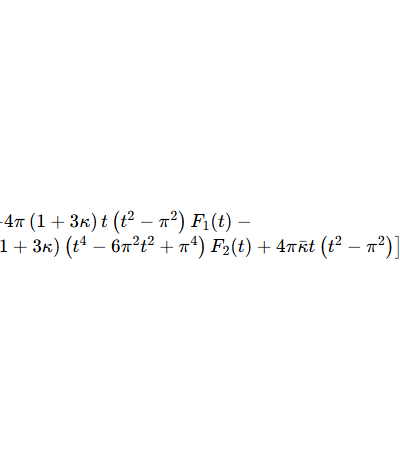 -4π (1 + 3κ) t (t² − π²) F₁(t) −
1 + 3κ) (t⁴ − 6π²t² + π⁴) F₂(t) + 4πκ̄t (t² − π²)]